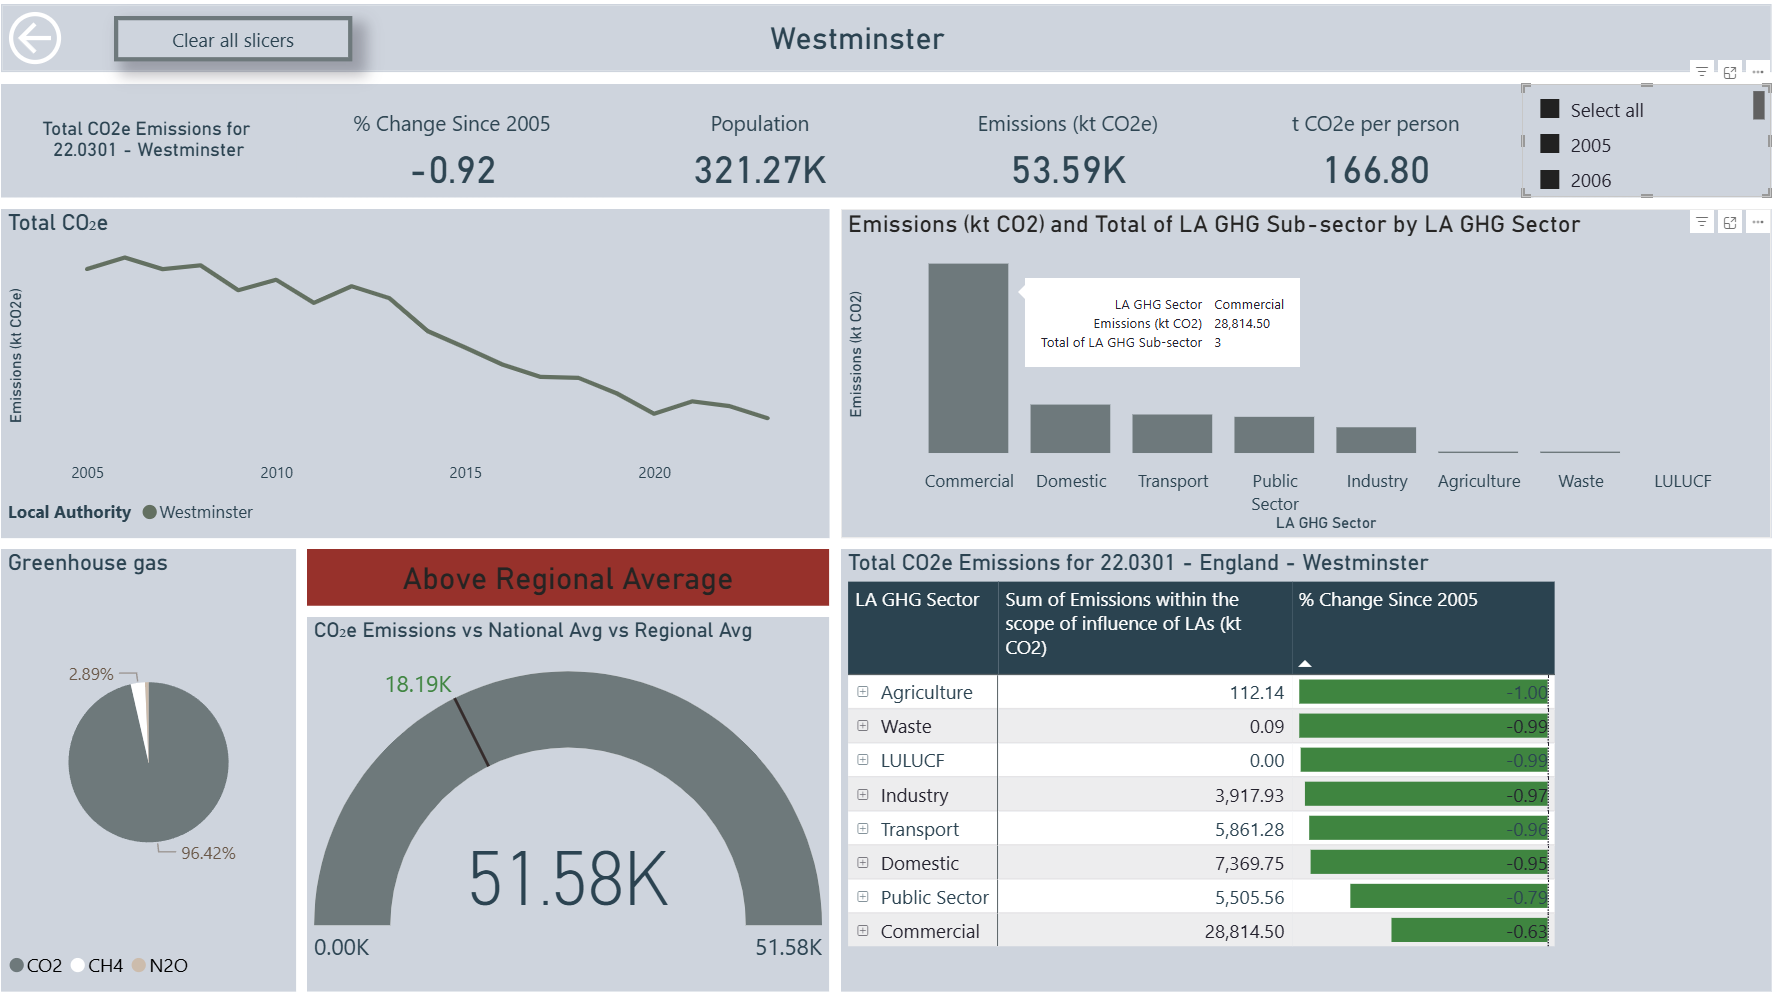 Clear all slicers
Westminster
Total CO2e Emissions for
22.0301 - Westminster
% Change Since 2005
-0.92
Population
321.27K
Emissions (kt CO2e)
53.59K
t CO2e per person
166.80
Select all
2005
2006
Total CO₂e
Emissions (kt CO2e)
2005
2010
2015
2020
Local Authority
Westminster
Emissions (kt CO2) and Total of LA GHG Sub-sector by LA GHG Sector
Emissions (kt CO2)
LA GHG Sector Commercial
Emissions (kt CO2) 28,814.50
Total of LA GHG Sub-sector 3
Commercial
Domestic
Transport
Public
Sector
Industry
Agriculture
Waste
LULUCF
LA GHG Sector
Greenhouse gas
2.89%
96.42%
CO2
CH4
N2O
Above Regional Average
CO₂e Emissions vs National Avg vs Regional Avg
18.19K
51.58K
0.00K
51.58K
Total CO2e Emissions for 22.0301 - England - Westminster
LA GHG Sector
Sum of Emissions within the
scope of influence of LAs (kt
CO2)
% Change Since 2005
Agriculture 112.14 -1.00
Waste 0.09 -0.99
LULUCF 0.00 -0.99
Industry 3,917.93 -0.97
Transport 5,861.28 -0.96
Domestic 7,369.75 -0.95
Public Sector 5,505.56 -0.79
Commercial 28,814.50 -0.63